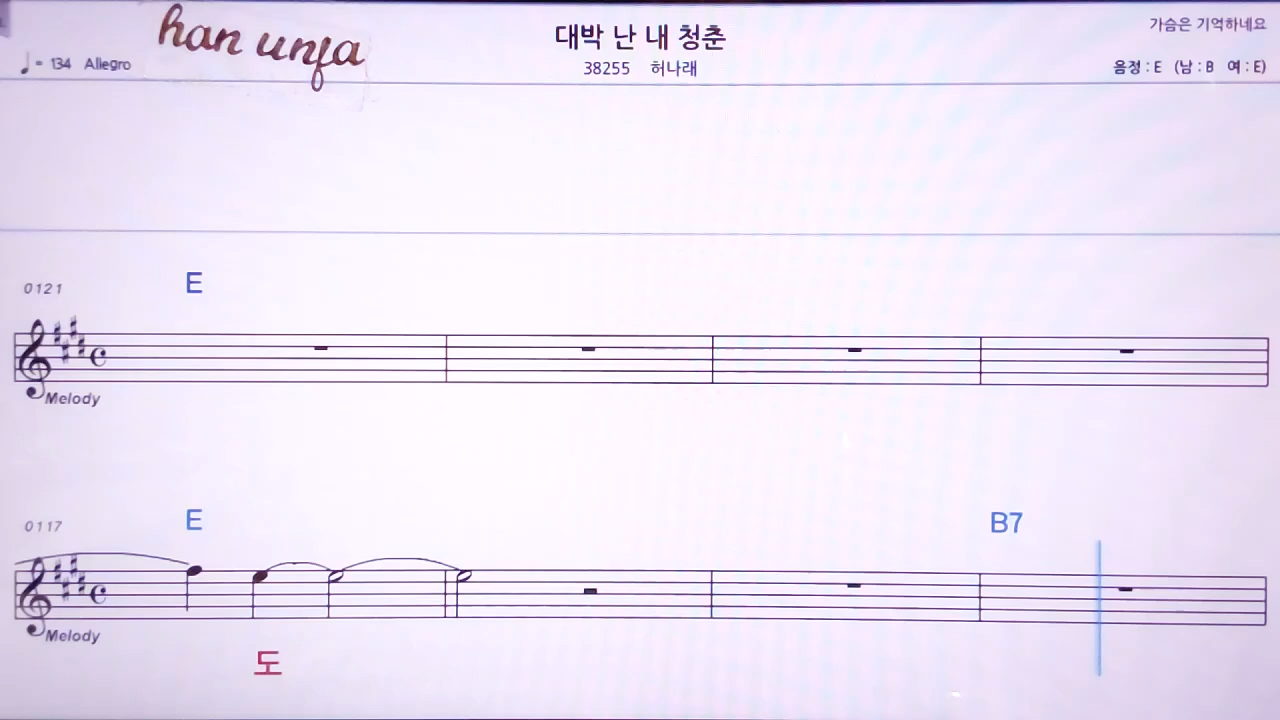 han unfa
대박 난 내 청춘
가슴은 기억하네요
♩= 134 Allegro
38255 허나래
음정 : E (남 : B 여 : E)
0121
E
Melody
0117
E
B7
Melody
도